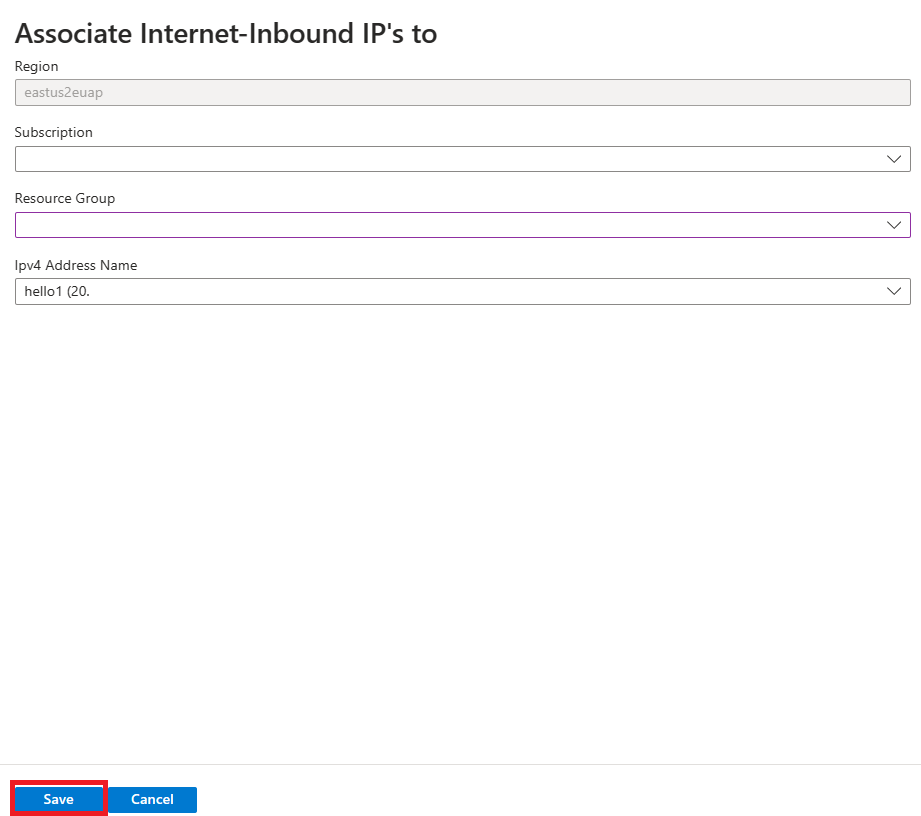 Associate Internet-Inbound IP's to
Region
eastus2euap
Subscription
Resource Group
Ipv4 Address Name
hello1 (20.
Save
Cancel